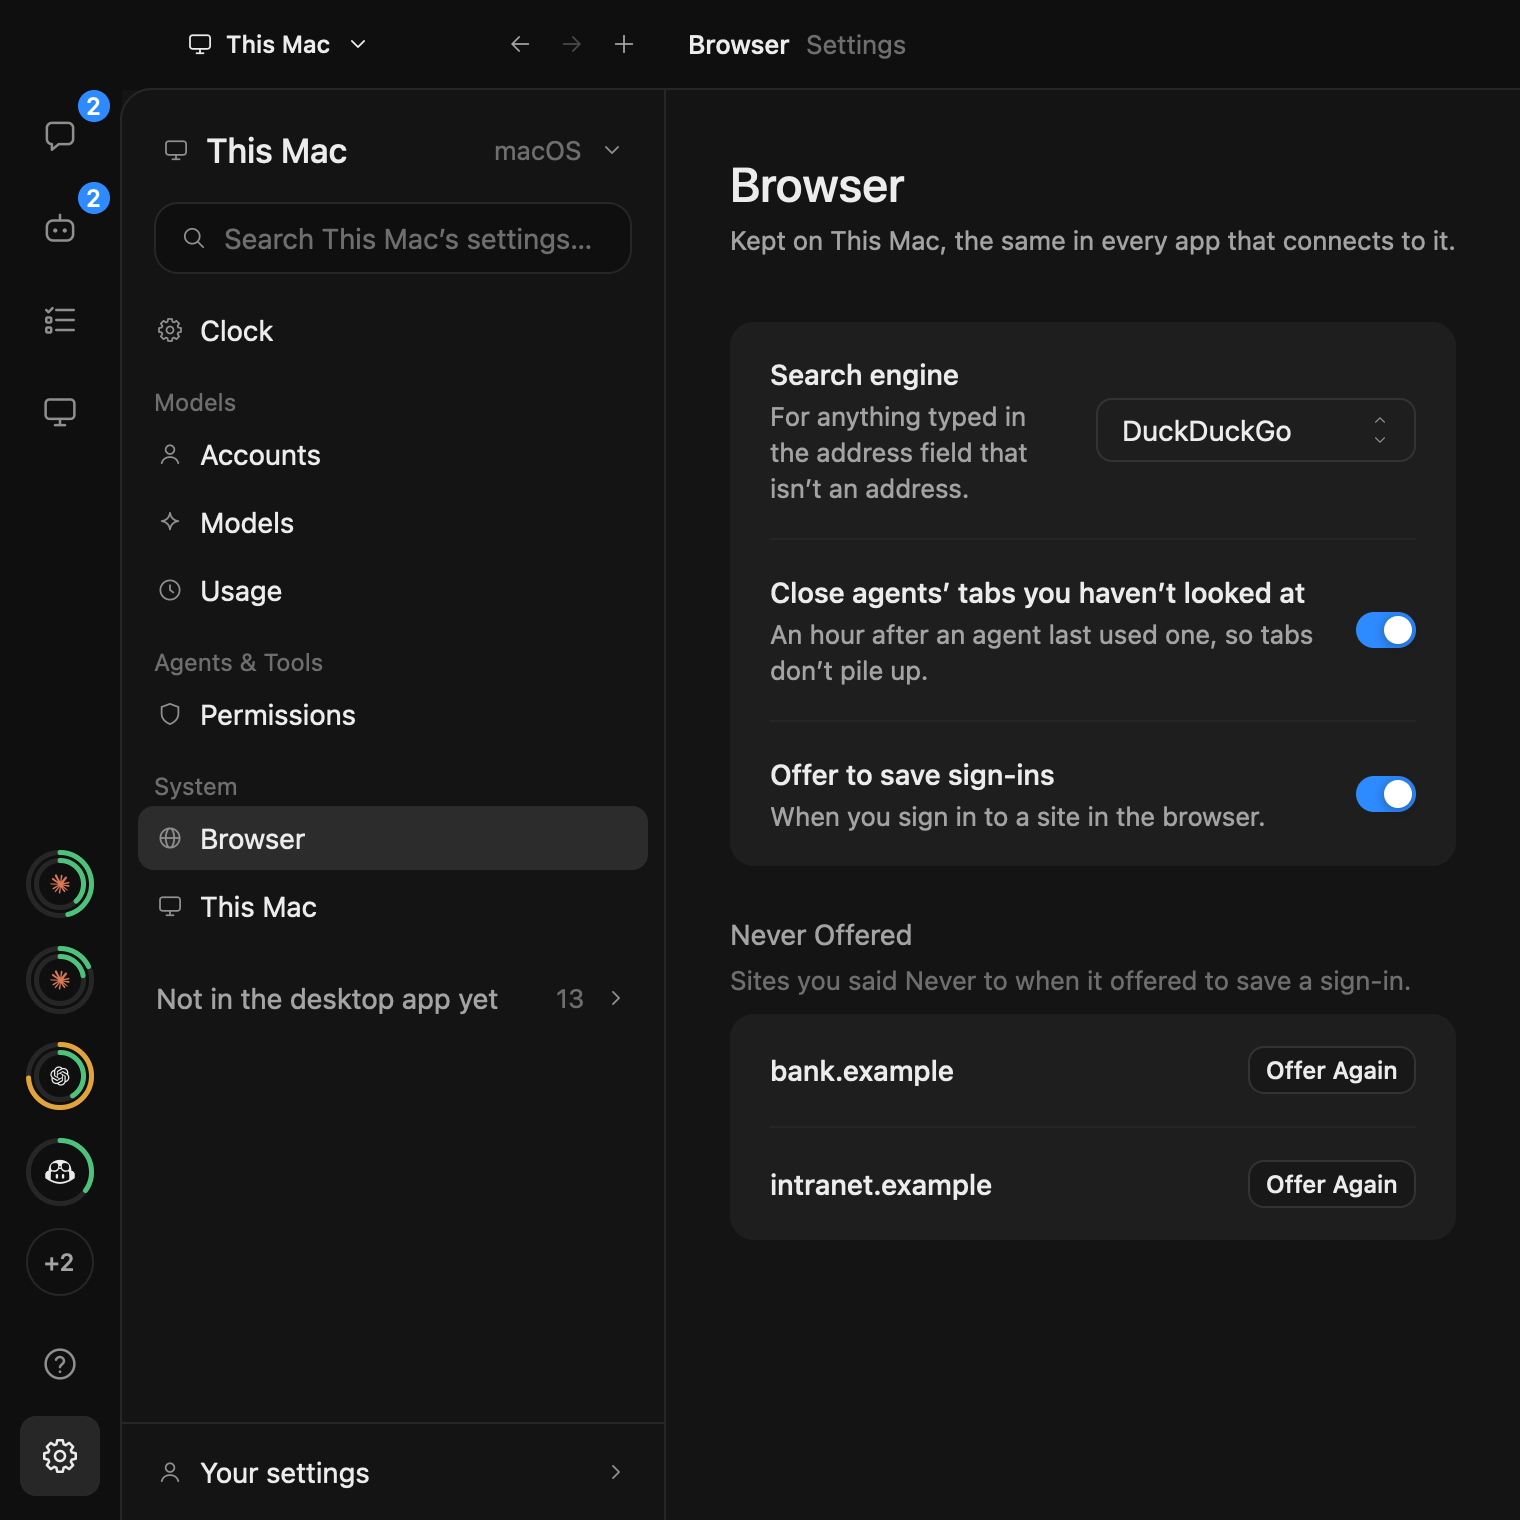 This Mac
Browser Settings
2
2
This Mac
macOS
Search This Mac’s settings...
Clock
Models
Accounts
Models
Usage
Agents & Tools
Permissions
System
Browser
This Mac
Not in the desktop app yet 13
+2
Your settings
Browser
Kept on This Mac, the same in every app that connects to it.
Search engine
For anything typed in
the address field that
isn’t an address.
DuckDuckGo
Close agents’ tabs you haven’t looked at
An hour after an agent last used one, so tabs
don’t pile up.
Offer to save sign-ins
When you sign in to a site in the browser.
Never Offered
Sites you said Never to when it offered to save a sign-in.
bank.example
Offer Again
intranet.example
Offer Again